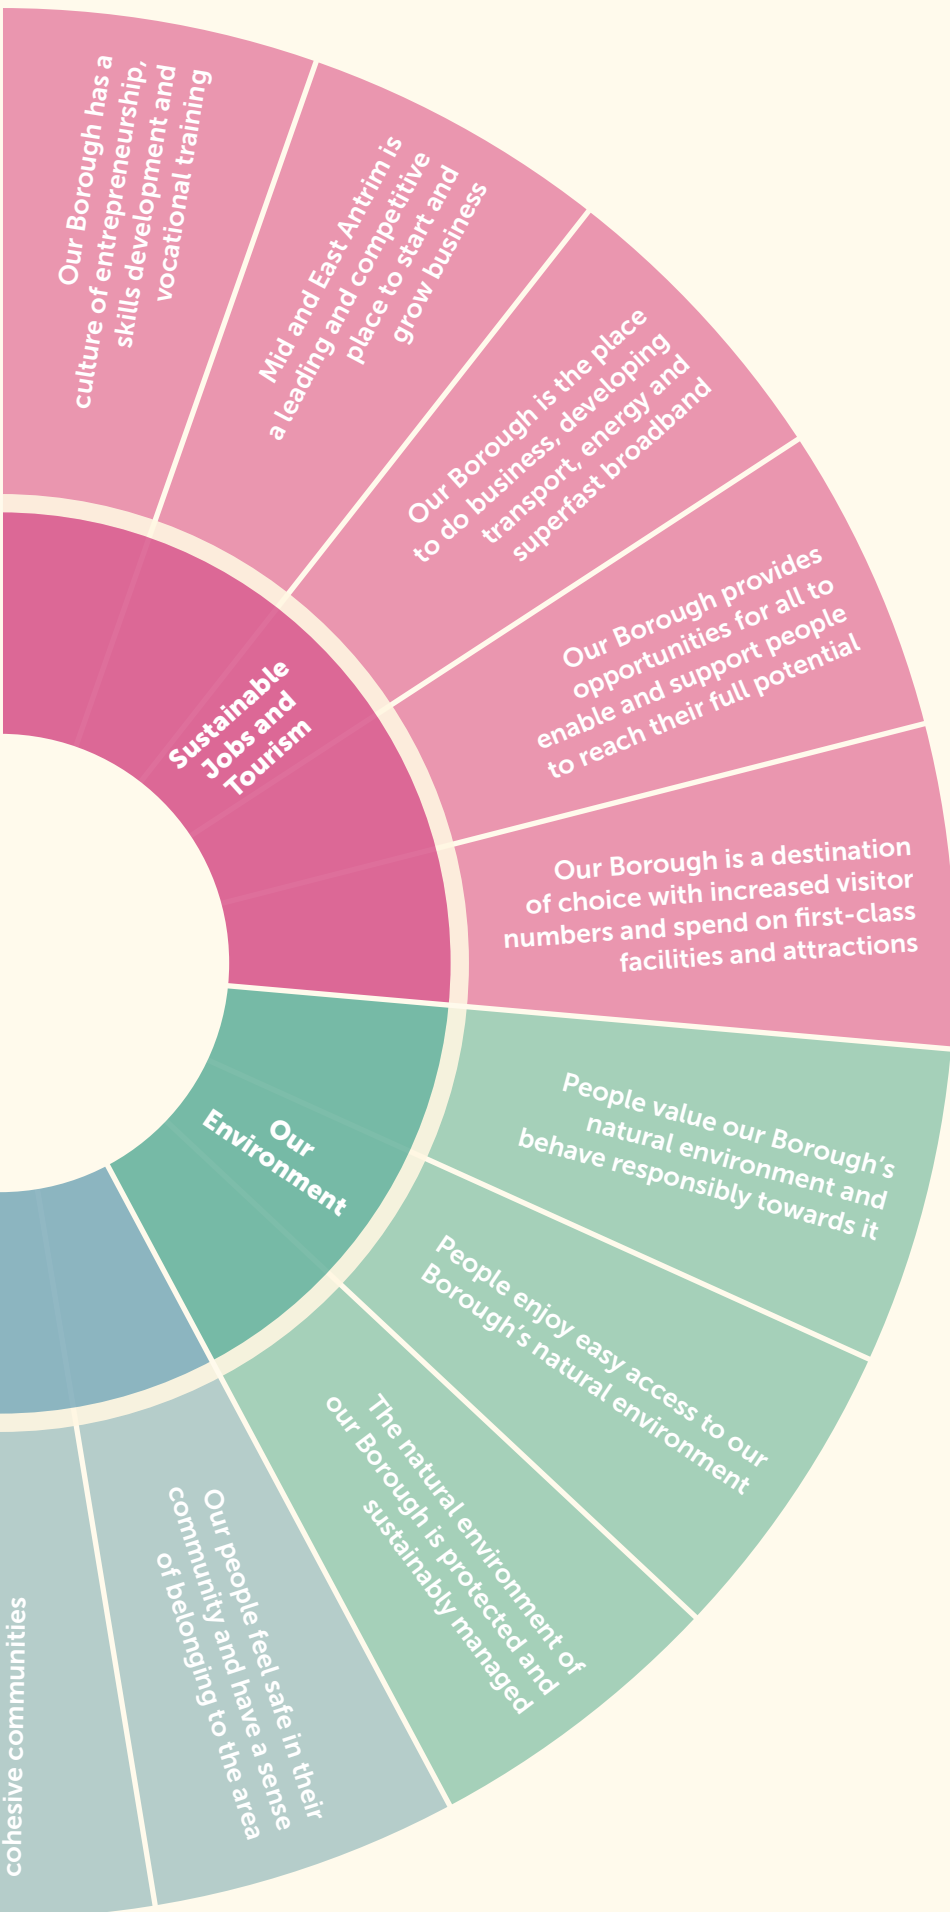 Our Borough has a
culture of entrepreneurship,
skills development and
vocational training
Mid and East Antrim is
a leading and competitive
place to start and
grow business
Our Borough is the place
to do business, developing
transport, energy and
superfast broadband
Our Borough provides
opportunities for all to
enable and support people
to reach their full potential
Our Borough is a destination
of choice with increased visitor
numbers and spend on first-class
facilities and attractions
Sustainable
Jobs and
Tourism
People value our Borough’s
natural environment and
behave responsibly towards it
People enjoy easy access to our
Borough’s natural environment
The natural environment of
our Borough is protected and
sustainably managed
Our
Environment
Our people feel safe in their
community and have a sense
of belonging to the area
cohesive communities